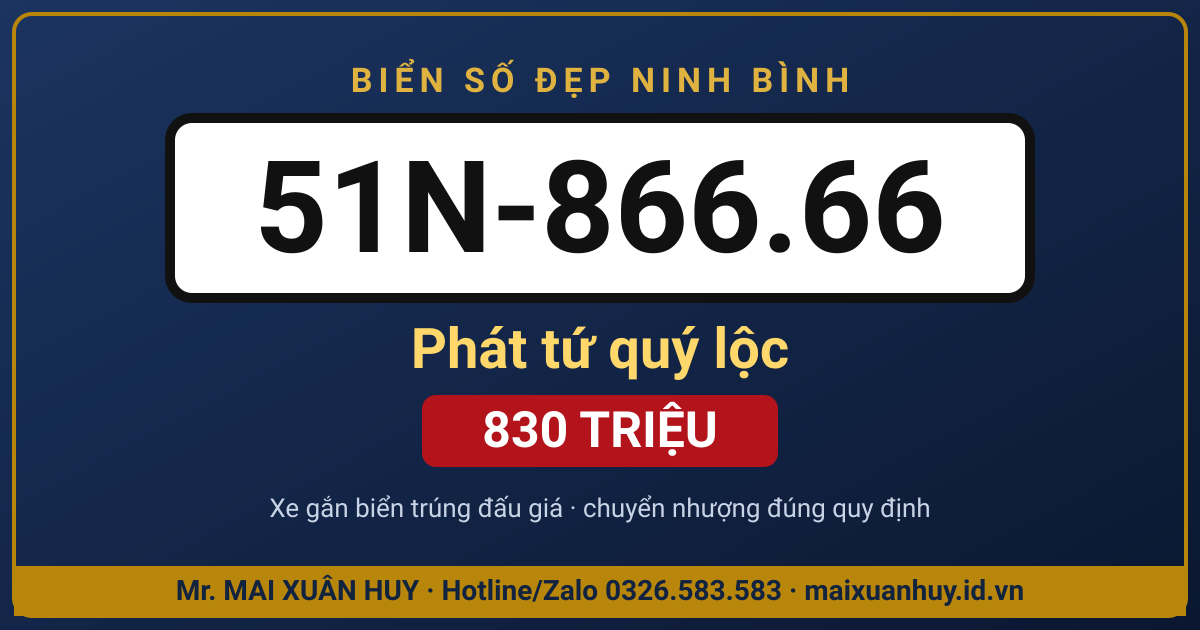 BIỂN SỐ ĐẸP NINH BÌNH
51N-866.66
Phát tứ quý lộc
830 TRIỆU
Xe gắn biển trúng đấu giá · chuyển nhượng đúng quy định
Mr. MAI XUÂN HUY · Hotline/Zalo 0326.583.583 · maixuanhuy.id.vn